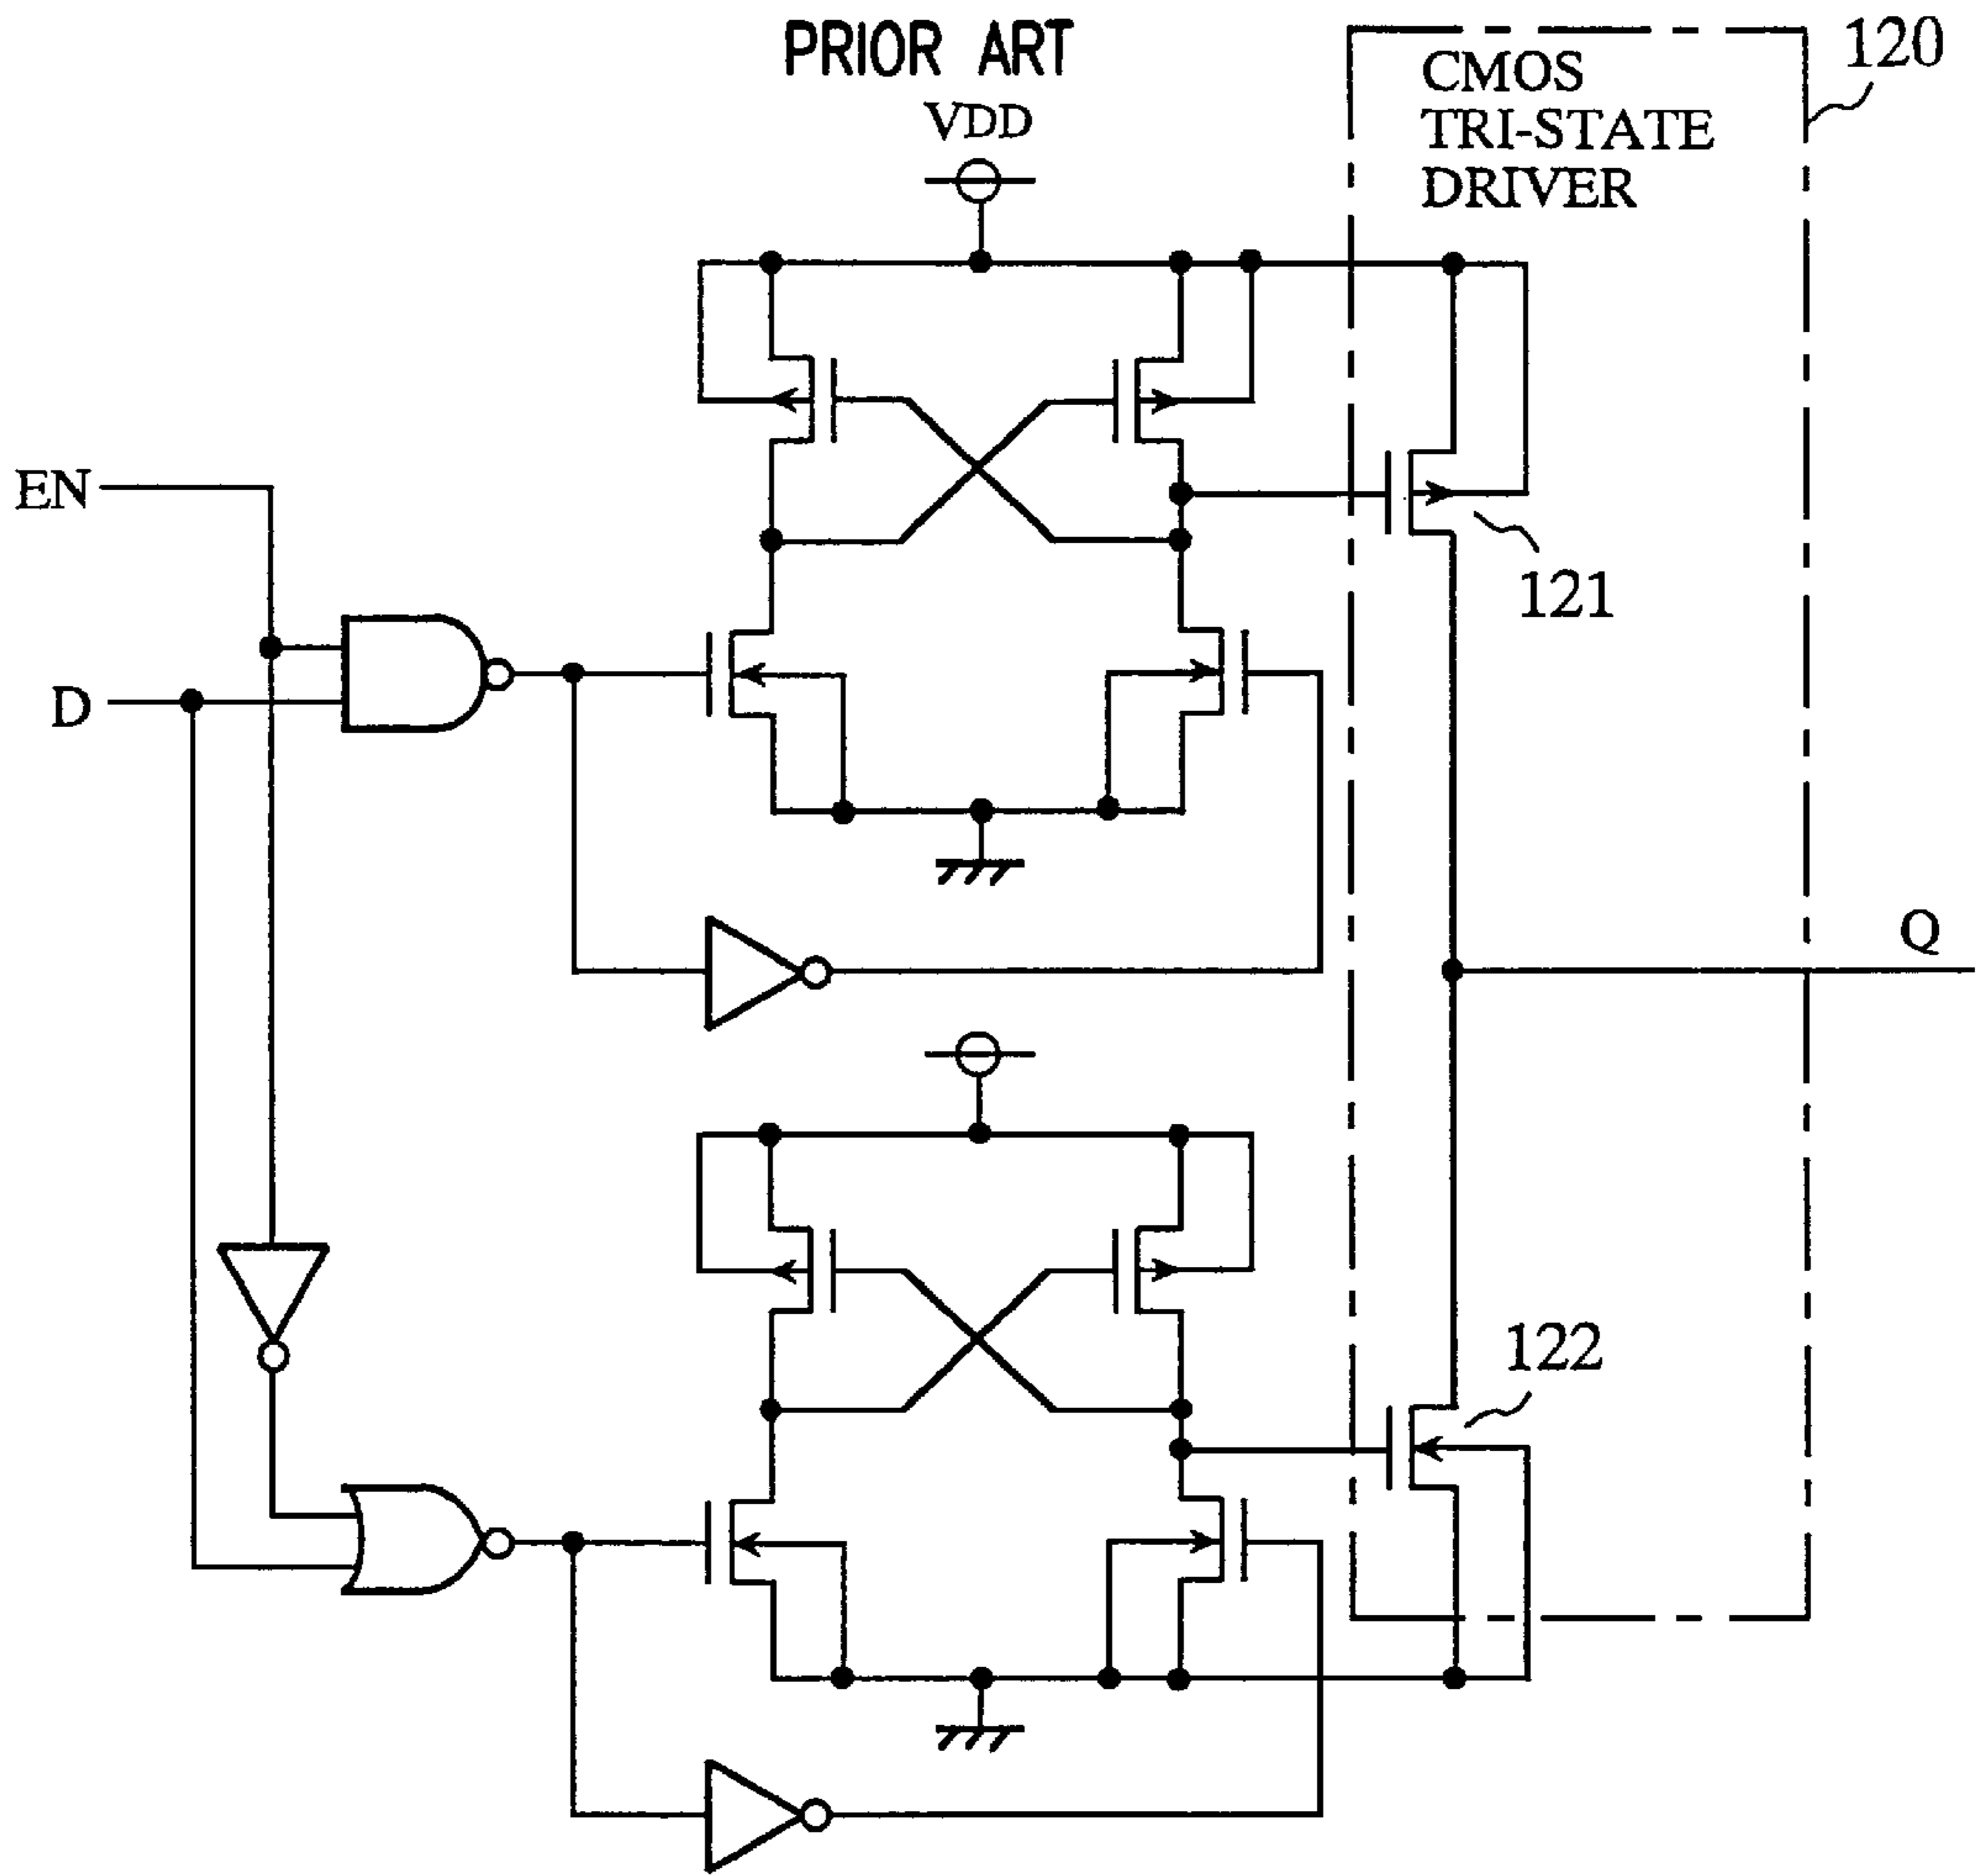 PRIOR ART
120
CMOS
TRI-STATE
DRIVER
VDD
EN
121
D
Q
122